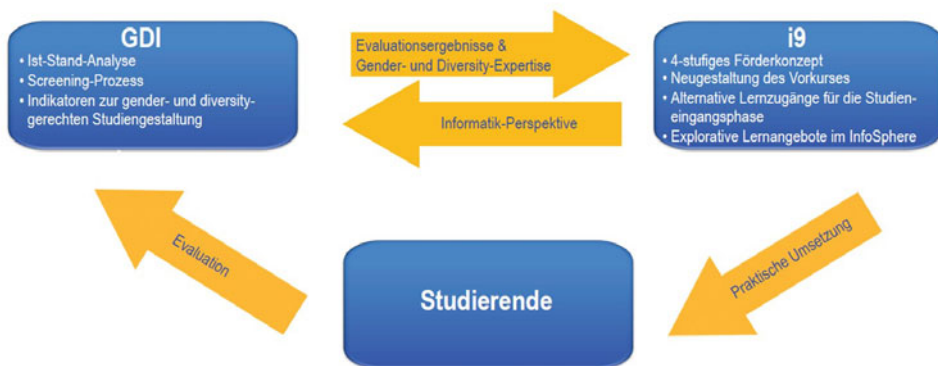 GDI
• Ist-Stand-Analyse
• Screening-Prozess
• Indikatoren zur gender- und diversity-
gerechten Studiengestaltung
Evaluationsergebnisse &
Gender- und Diversity-Expertise
Informatik-Perspektive
i9
• 4-stufiges Förderkonzept
• Neugestaltung des Vorkurses
• Alternative Lernzugänge für die Studien-
eingangsphase
• Explorative Lernangebote im InfoSphere
Evaluation
Studierende
Praktische Umsetzung